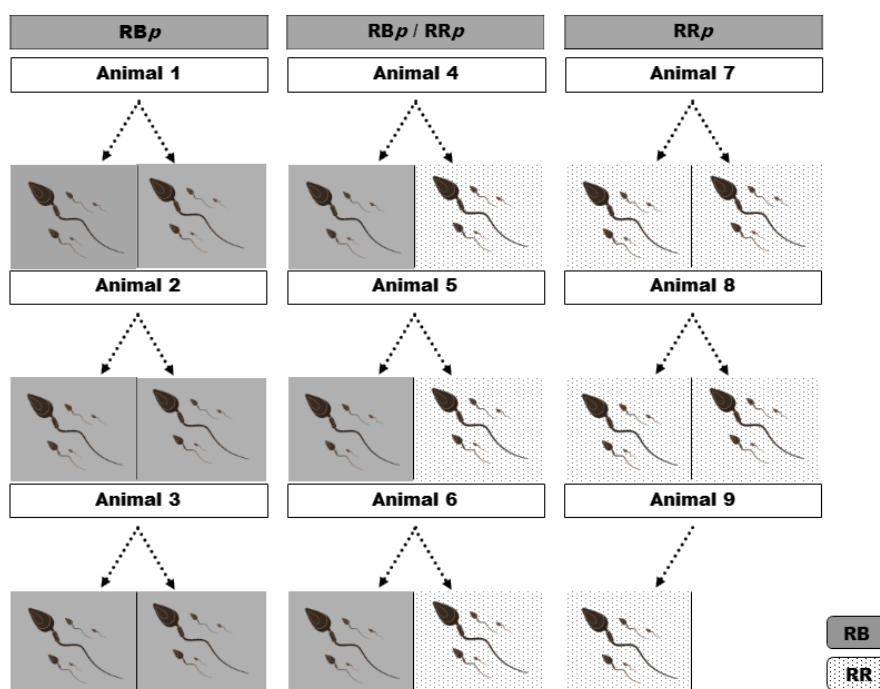 RBp RBp / RRp RRp
Animal 1 Animal 4 Animal 7
Animal 2 Animal 5 Animal 8
Animal 3 Animal 6 Animal 9
RB
RR